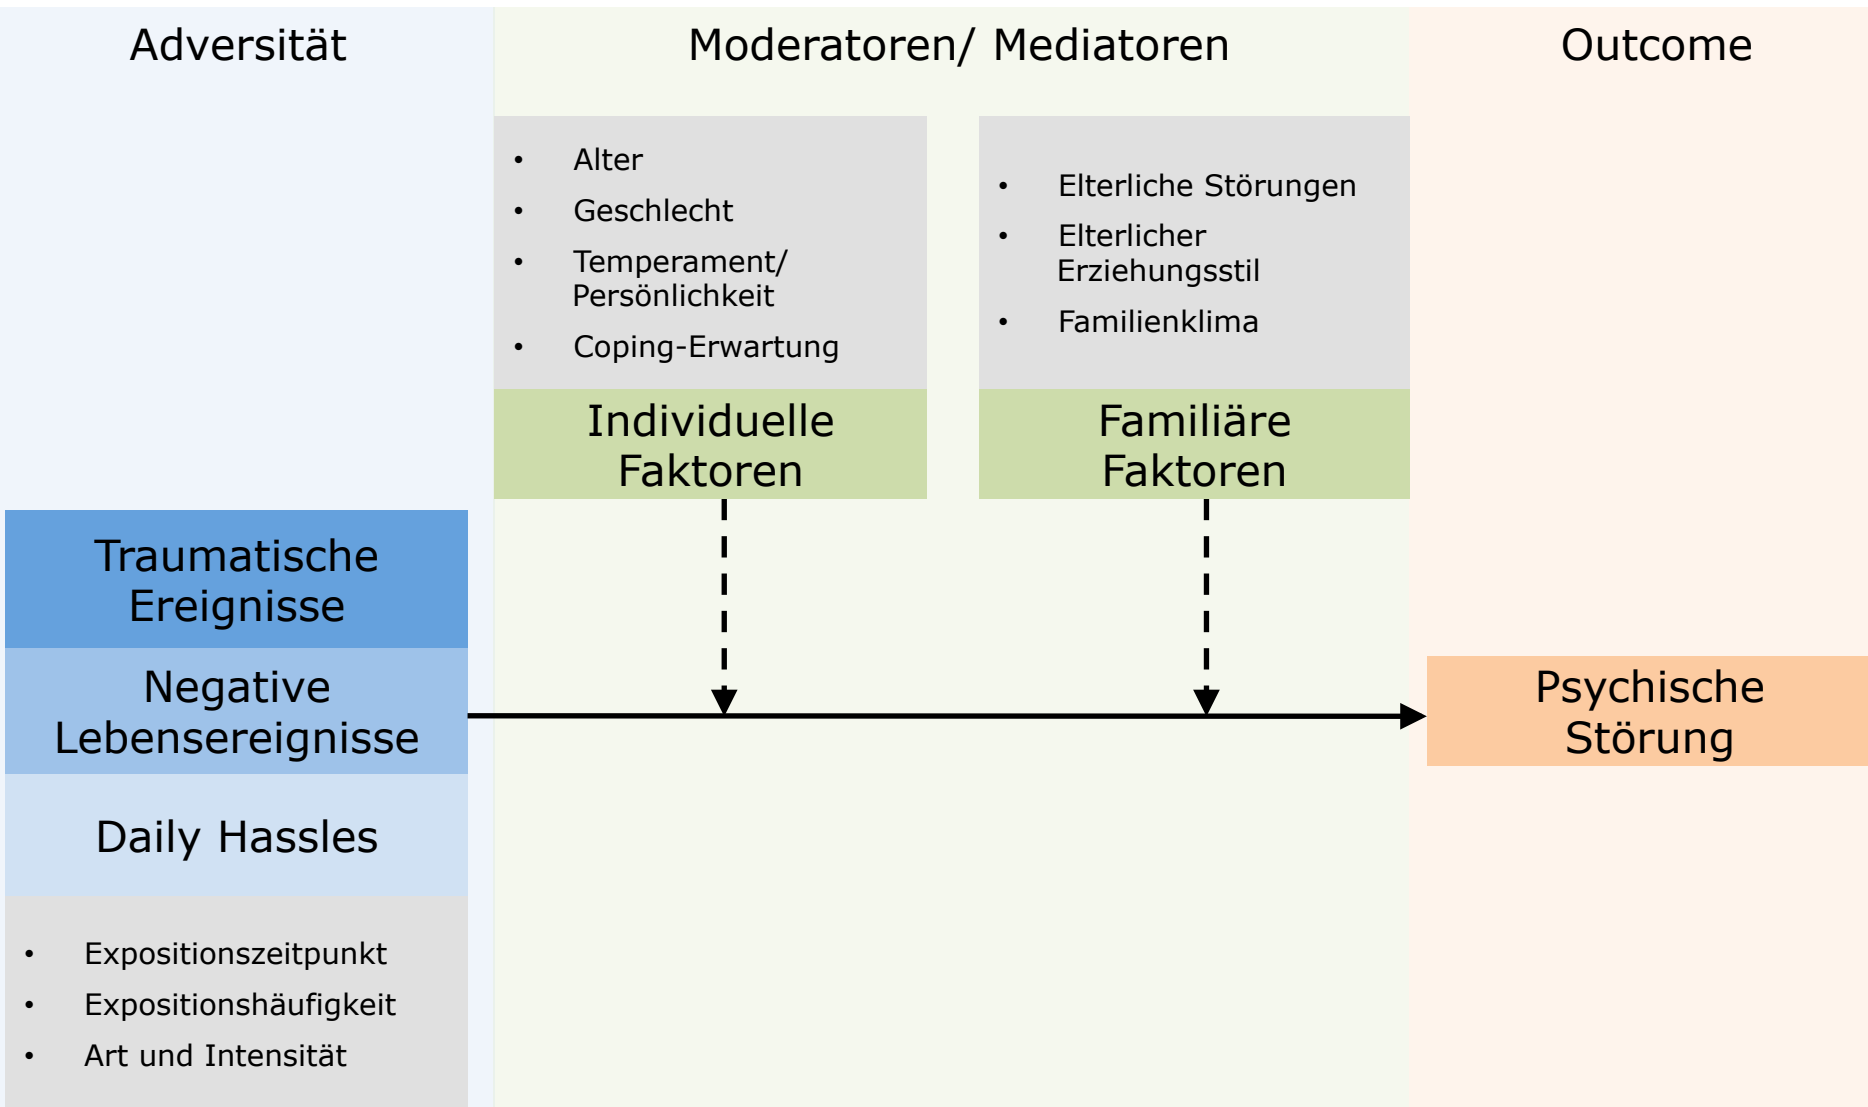 Adversität
Moderatoren/ Mediatoren
Outcome
• Alter
• Geschlecht
• Temperament/
Persönlichkeit
• Coping-Erwartung
Individuelle
Faktoren
• Elterliche Störungen
• Elterlicher
Erziehungsstil
• Familienklima
Familiäre
Faktoren
Traumatische
Ereignisse
Negative
Lebensereignisse
Daily Hassles
• Expositionszeitpunkt
• Expositionshäufigkeit
• Art und Intensität
Psychische
Störung